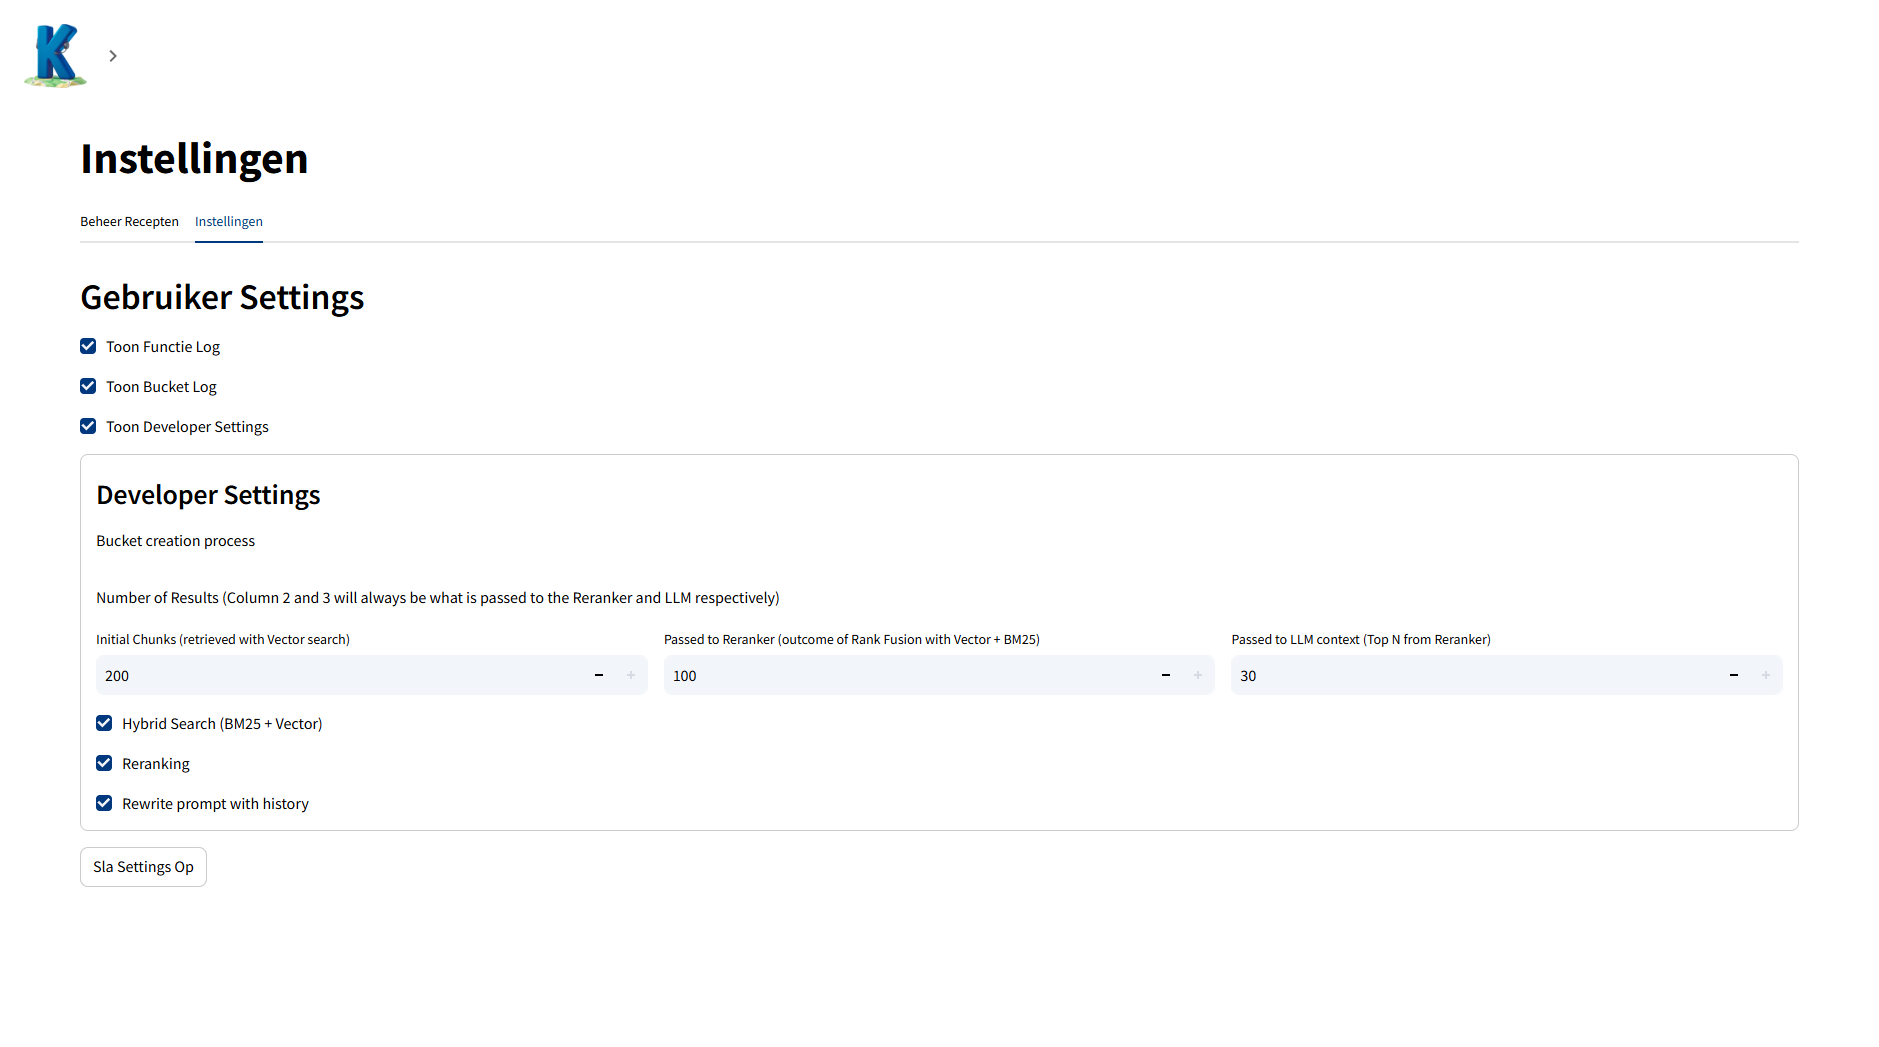 K
Instellingen
Beheer Recepten Instellingen
Gebruiker Settings
Toon Functie Log
Toon Bucket Log
Toon Developer Settings
Developer Settings
Bucket creation process
Number of Results (Column 2 and 3 will always be what is passed to the Reranker and LLM respectively)
Initial Chunks (retrieved with Vector search) Passed to Reranker (outcome of Rank Fusion with Vector + BM25) Passed to LLM context (Top N from Reranker)
200 100 30
Hybrid Search (BM25 + Vector)
Reranking
Rewrite prompt with history
Sla Settings Op